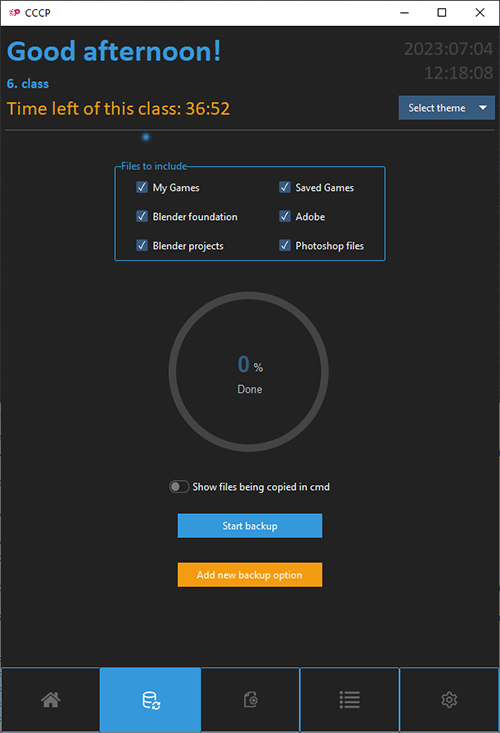 CCCP
Good afternoon!
2023:07:04
12:18:08
6. class
Time left of this class: 36:52
Select theme
Files to include
My Games
Saved Games
Blender foundation
Adobe
Blender projects
Photoshop files
0 %
Done
Show files being copied in cmd
Start backup
Add new backup option